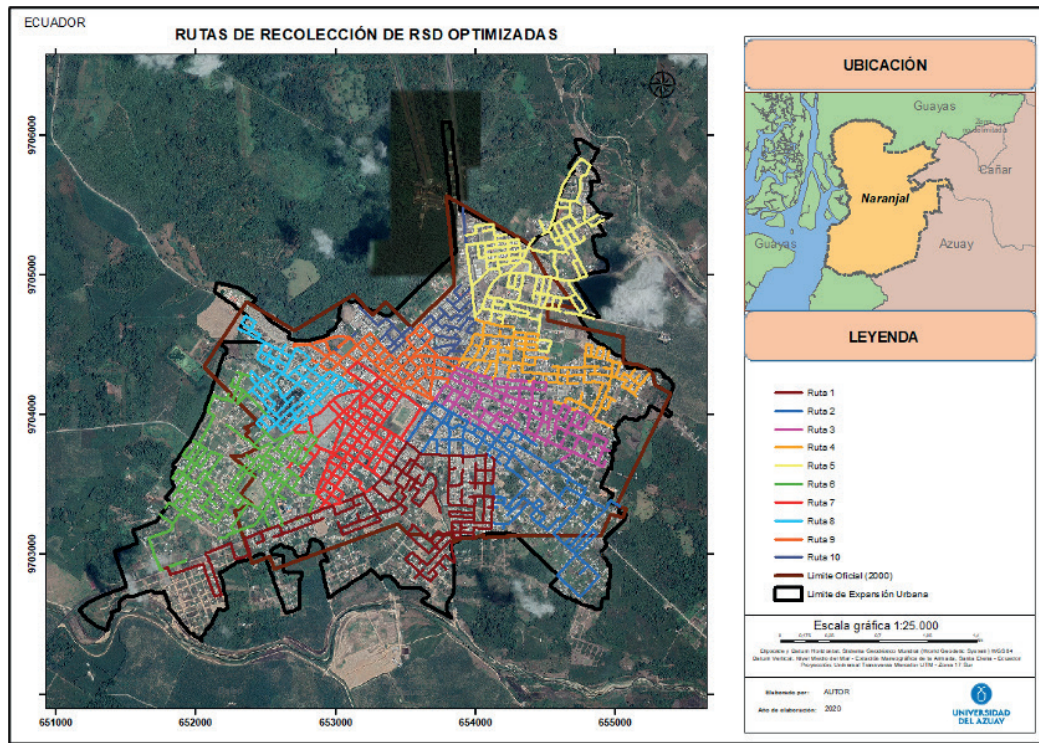 ECUADOR
RUTAS DE RECOLECCIÓN DE RSD OPTIMIZADAS
9706000
9705000
9704000
9703000
651000
652000
653000
654000
655000
UBICACIÓN
Guayas
Cañar
Naranjal
Guayas
Azuay
LEYENDA
Ruta 1
Ruta 2
Ruta 3
Ruta 4
Ruta 5
Ruta 6
Ruta 7
Ruta 8
Ruta 9
Ruta 10
Limite Oficial (2000)
Limite de Expansión Urbana
Escala gráfica 1:25.000
Elaborado por: AUTOR
Año de elaboración: 2020
UNIVERSIDAD
DEL AZUAY